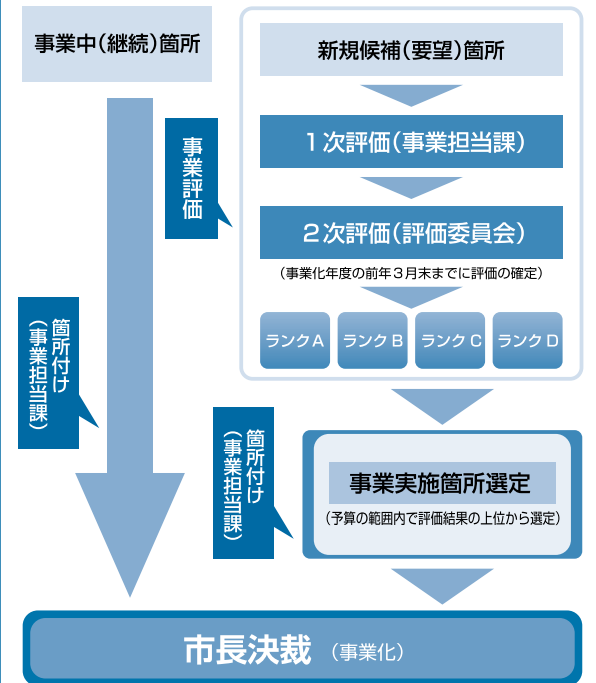 事業中（継続）箇所
新規候補（要望）箇所
１次評価（事業担当課）
事業評価
２次評価（評価委員会）
（事業化年度の前年３月末までに評価の確定）
ランクA
ランクB
ランクC
ランクD
箇所付け
（事業担当課）
箇所付け
（事業担当課）
事業実施箇所選定
（予算の範囲内で評価結果の上位から選定）
市長決裁（事業化）